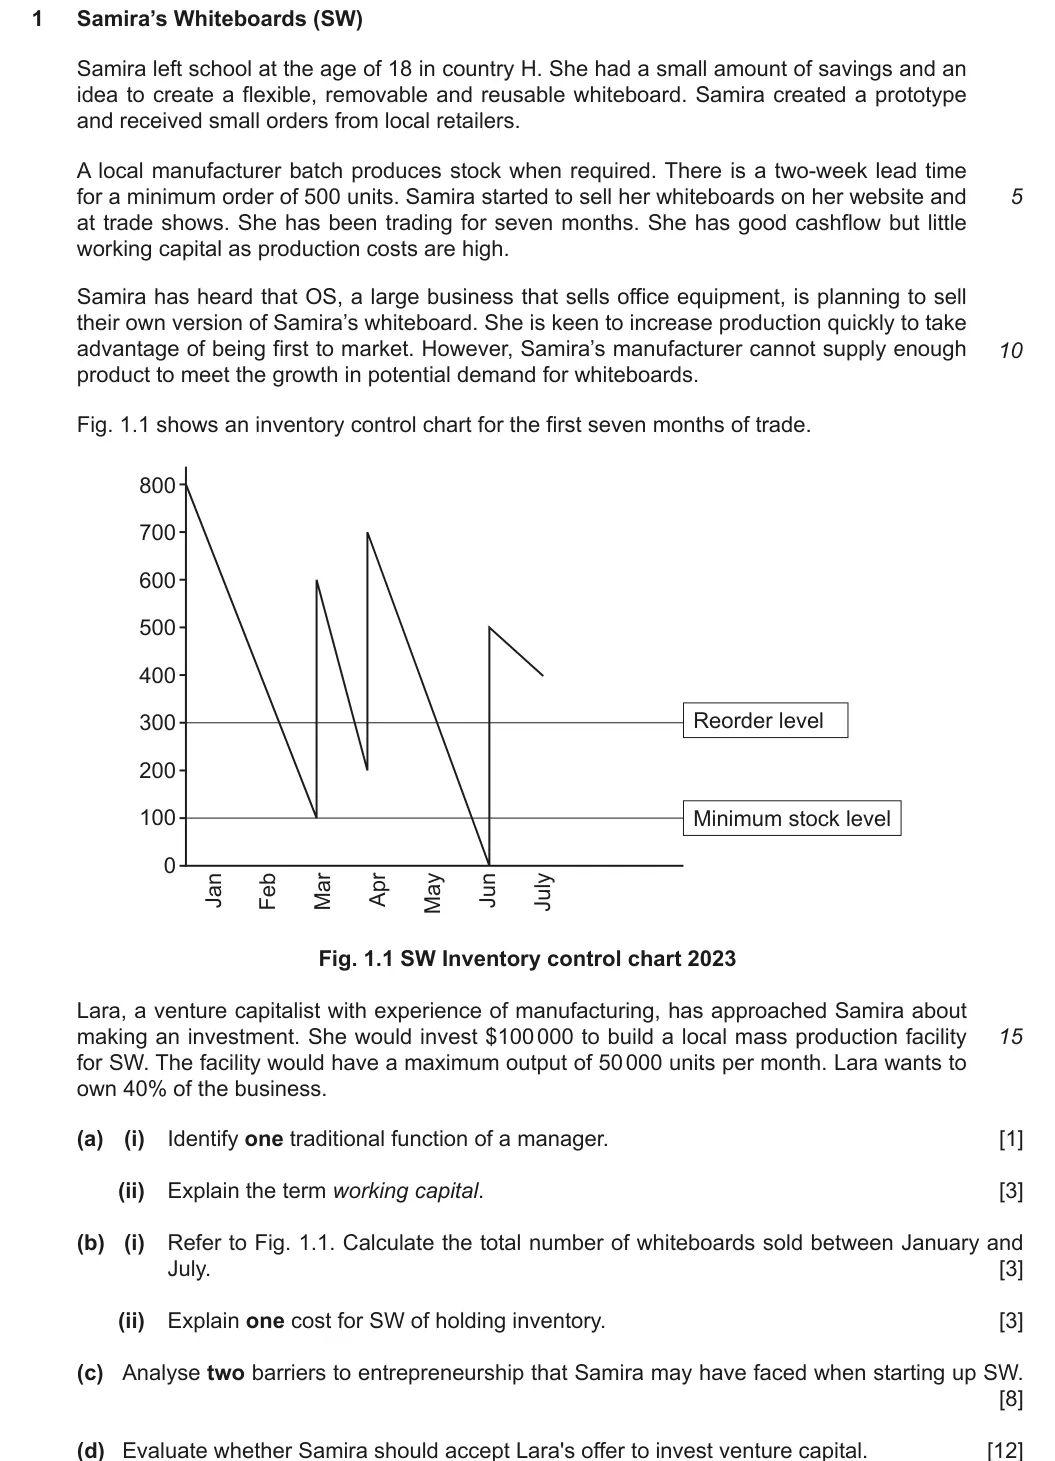 1 Samira’s Whiteboards (SW)
Samira left school at the age of 18 in country H. She had a small amount of savings and an
idea to create a flexible, removable and reusable whiteboard. Samira created a prototype
and received small orders from local retailers.
A local manufacturer batch produces stock when required. There is a two-week lead time
for a minimum order of 500 units. Samira started to sell her whiteboards on her website and 5
at trade shows. She has been trading for seven months. She has good cashflow but little
working capital as production costs are high.
Samira has heard that OS, a large business that sells office equipment, is planning to sell
their own version of Samira’s whiteboard. She is keen to increase production quickly to take
advantage of being first to market. However, Samira’s manufacturer cannot supply enough 10
product to meet the growth in potential demand for whiteboards.
Fig. 1.1 shows an inventory control chart for the first seven months of trade.
800
700
600
500
400
300
Reorder level
200
100
Minimum stock level
0
Jan
Feb
Mar
Apr
May
Jun
July
Fig. 1.1 SW Inventory control chart 2023
Lara, a venture capitalist with experience of manufacturing, has approached Samira about
making an investment. She would invest $100 000 to build a local mass production facility 15
for SW. The facility would have a maximum output of 50 000 units per month. Lara wants to
own 40% of the business.
(a) (i) Identify one traditional function of a manager. [1]
(ii) Explain the term working capital. [3]
(b) (i) Refer to Fig. 1.1. Calculate the total number of whiteboards sold between January and
July. [3]
(ii) Explain one cost for SW of holding inventory. [3]
(c) Analyse two barriers to entrepreneurship that Samira may have faced when starting up SW.
[8]
(d) Evaluate whether Samira should accept Lara's offer to invest venture capital. [12]